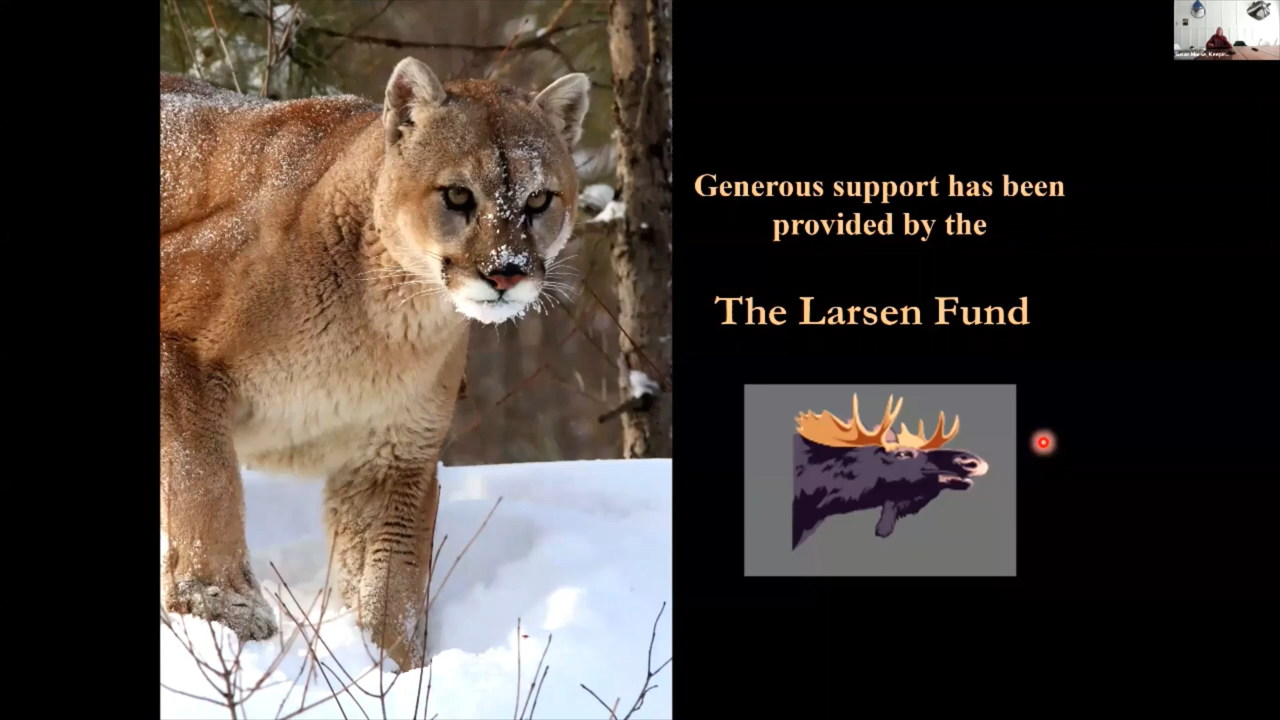 Generous support has been
provided by the
The Larsen Fund